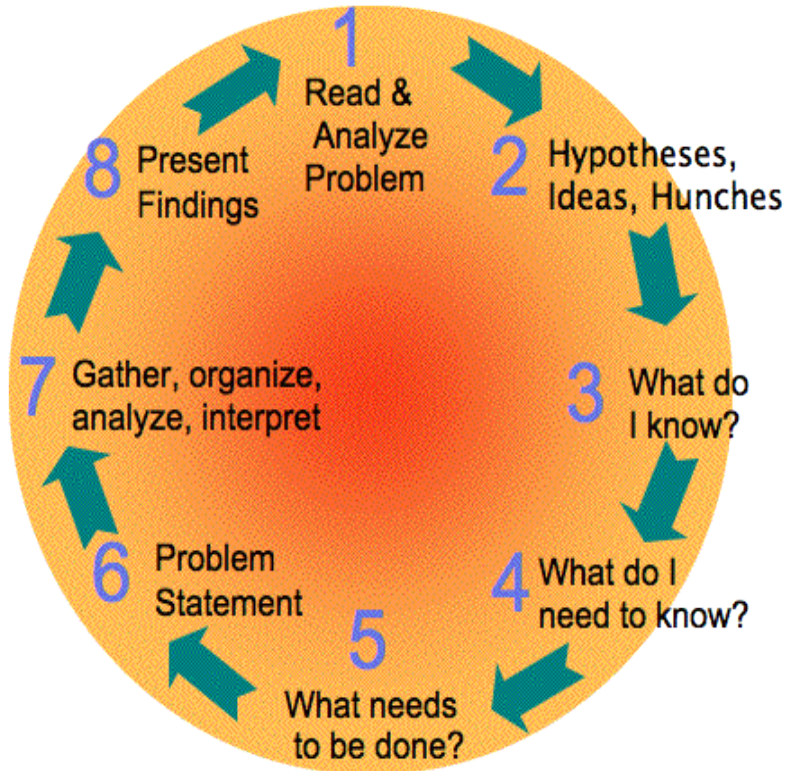 1
Read &
Analyze
Problem
2
Hypotheses,
Ideas, Hunches
3
What do
I know?
4
What do I
need to know?
5
What needs
to be done?
6
Problem
Statement
7
Gather, organize,
analyze, interpret
8
Present
Findings